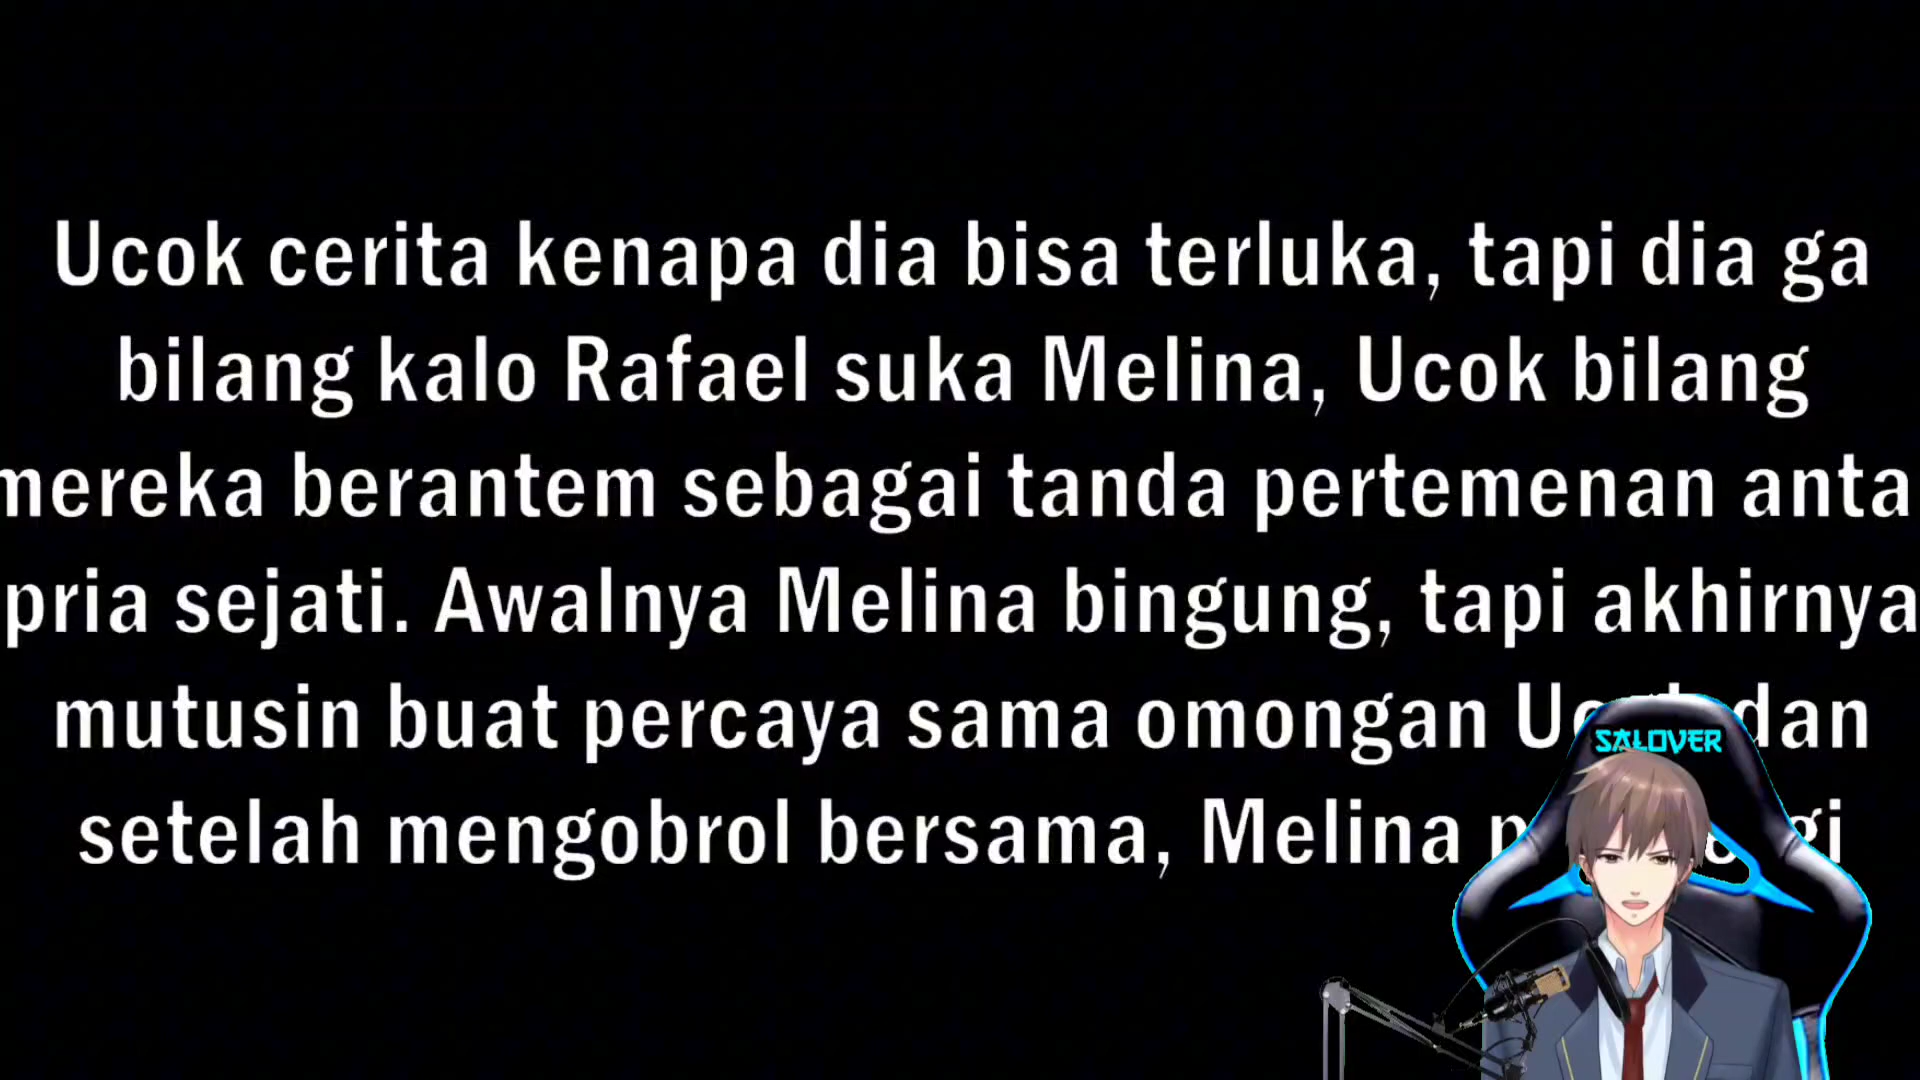 Ucok cerita kenapa dia bisa terluka, tapi dia ga
bilang kalo Rafael suka Melina, Ucok bilang
mereka berantem sebagai tanda pertemenan anta
pria sejati. Awalnya Melina bingung, tapi akhirnya
mutusin buat percaya sama omongan dan
setelah mengobrol bersama, Melina
SALOVER